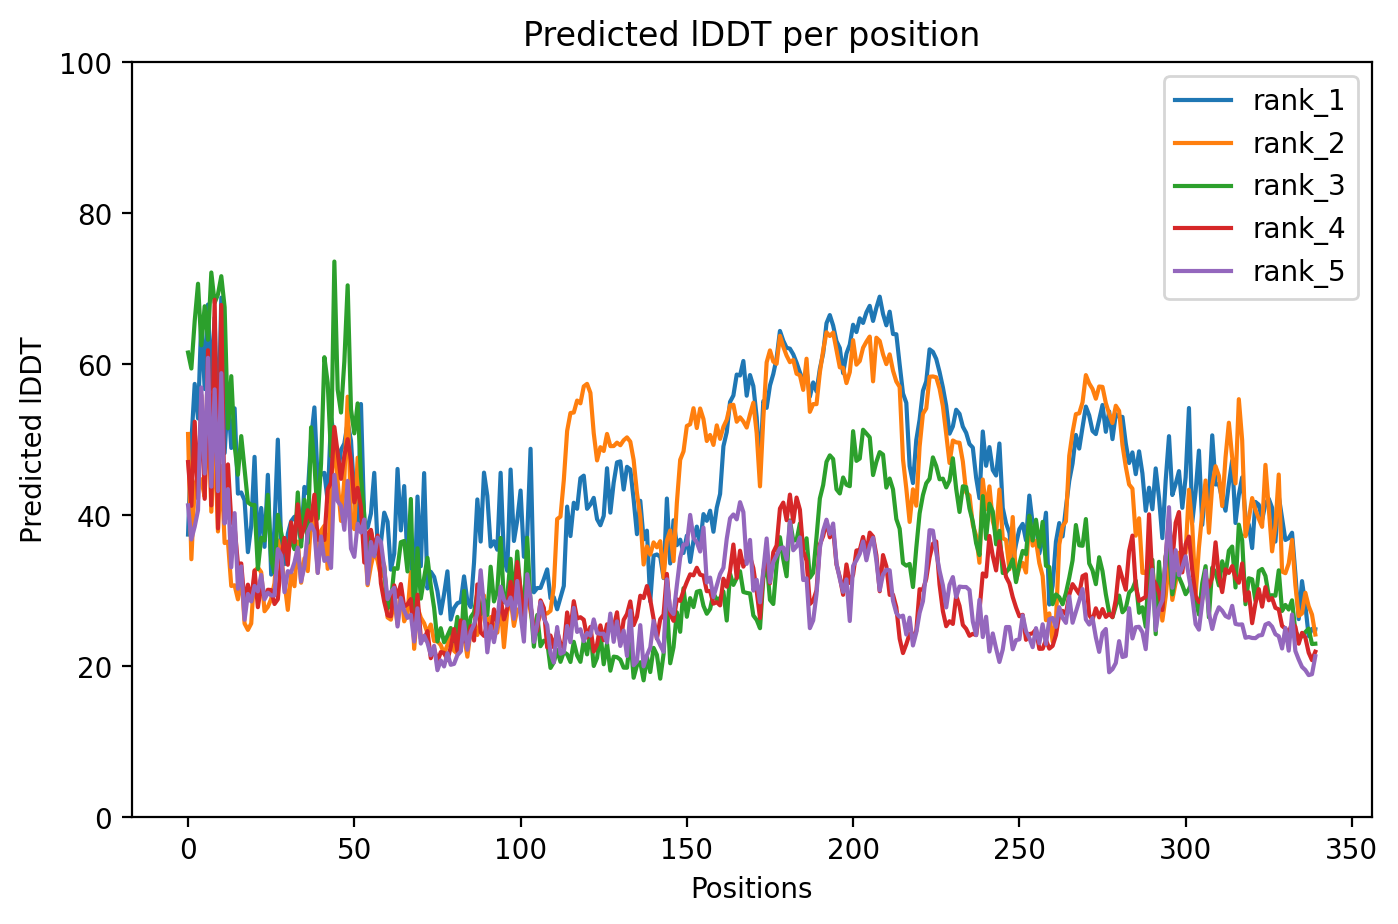 Predicted lDDT per position
100
80
60
40
20
0
Predicted lDDT
0 50 100 150 200 250 300 350
Positions
rank_1
rank_2
rank_3
rank_4
rank_5